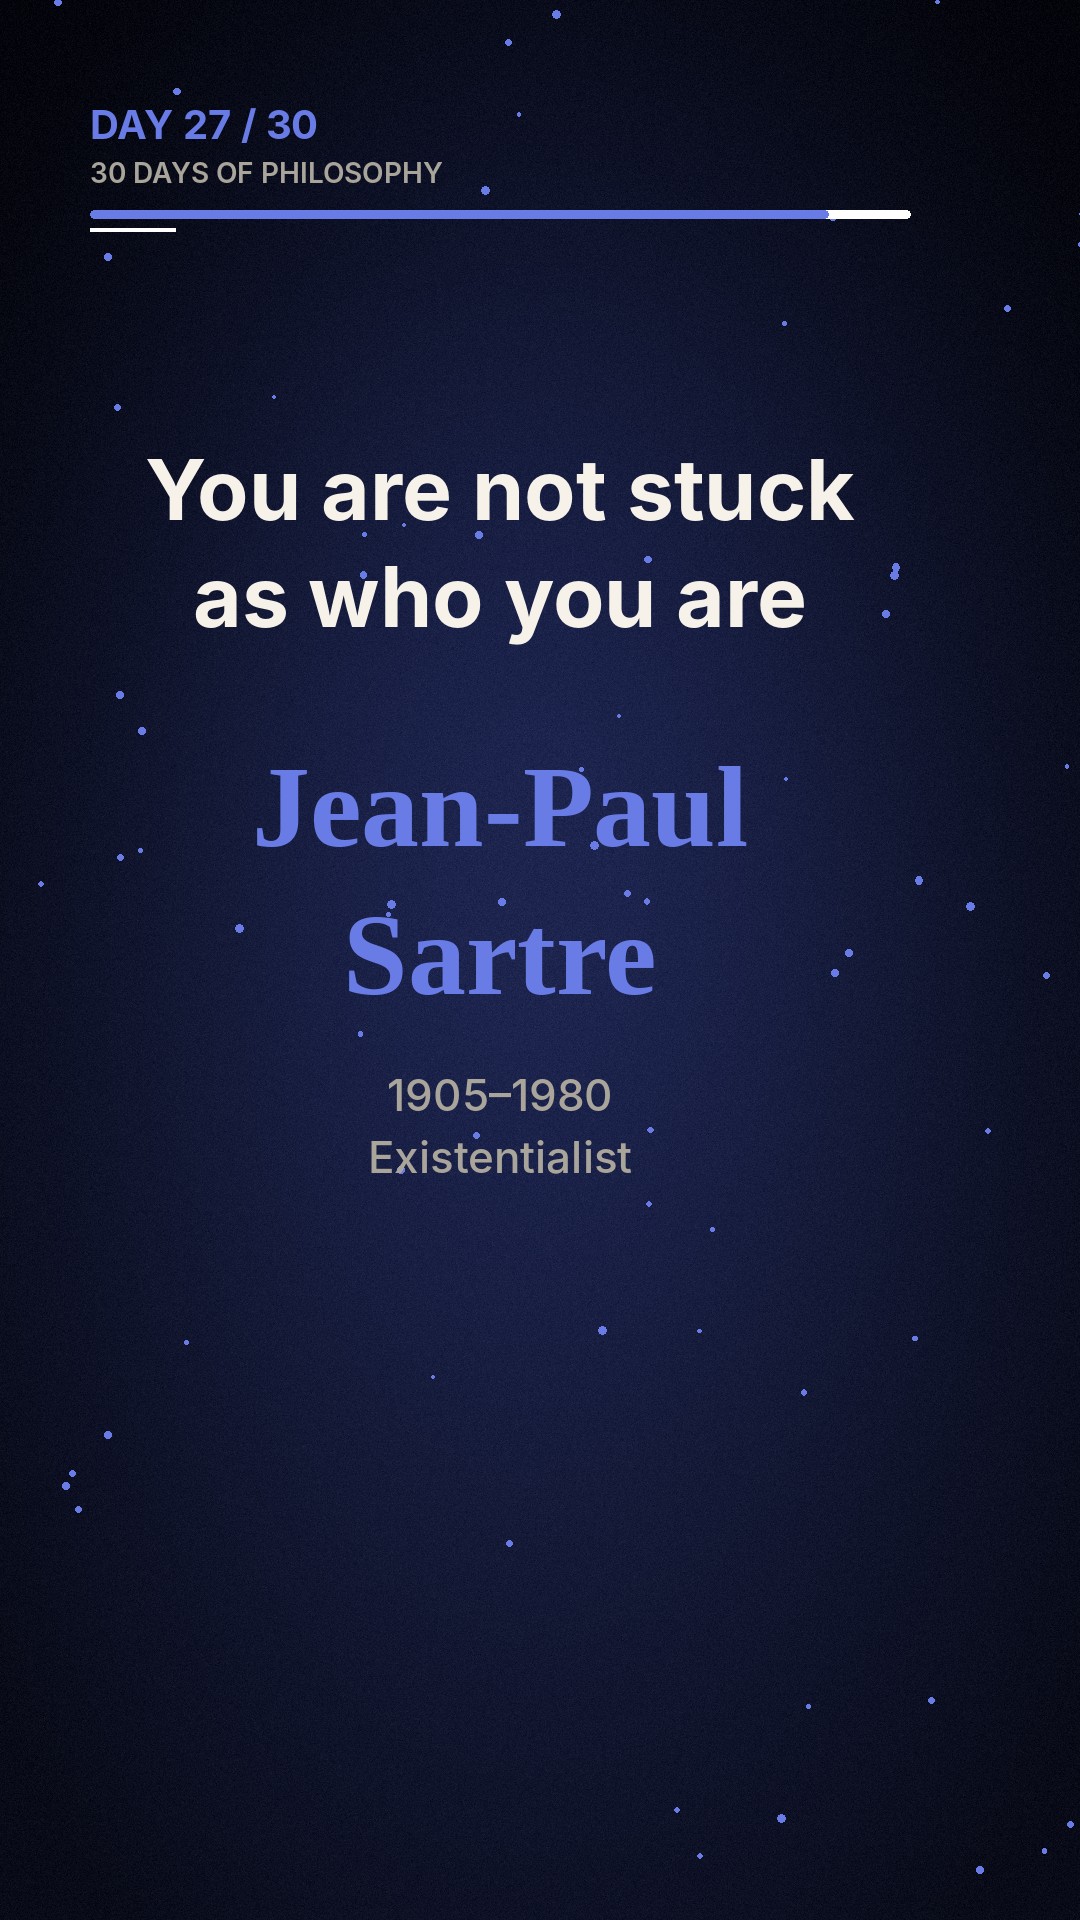 DAY 27 / 30
30 DAYS OF PHILOSOPHY
You are not stuck
as who you are
Jean-Paul
Sartre
1905–1980
Existentialist